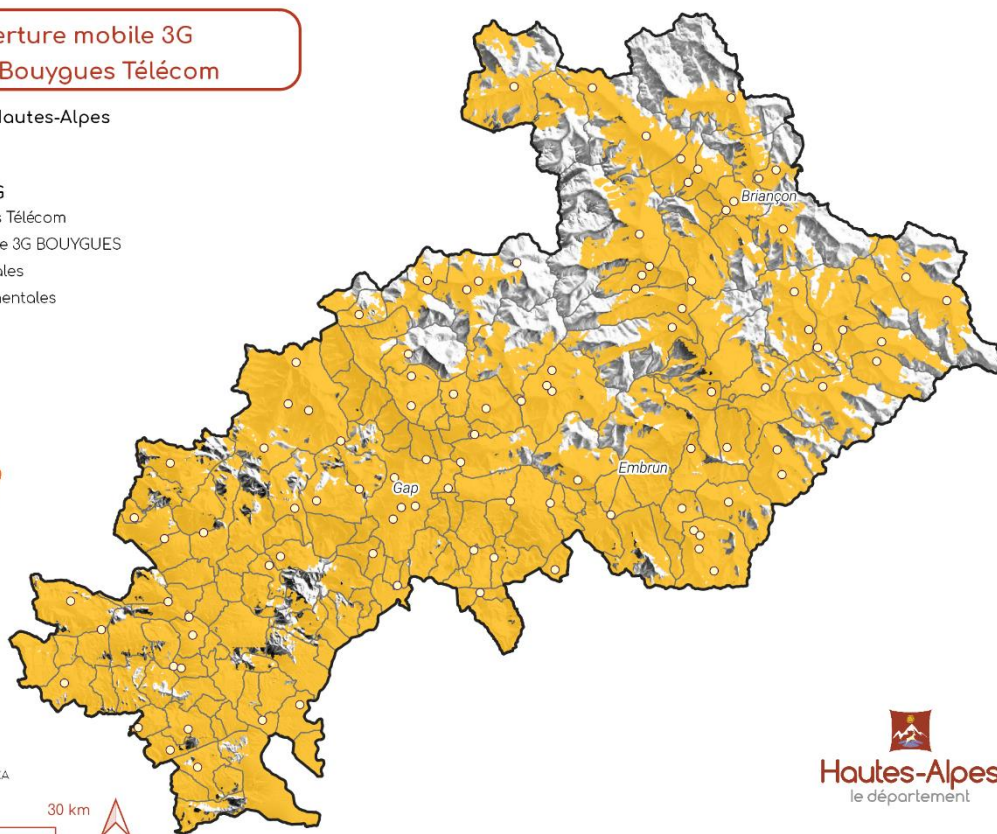 erture mobile 3G
Bouygues Télécom
Hautes-Alpes
G
s Télécom
e 3G BOUYGUES
ales
nentales
Briançon
Embrun
Gap
30 km
Hautes-Alpes
le département